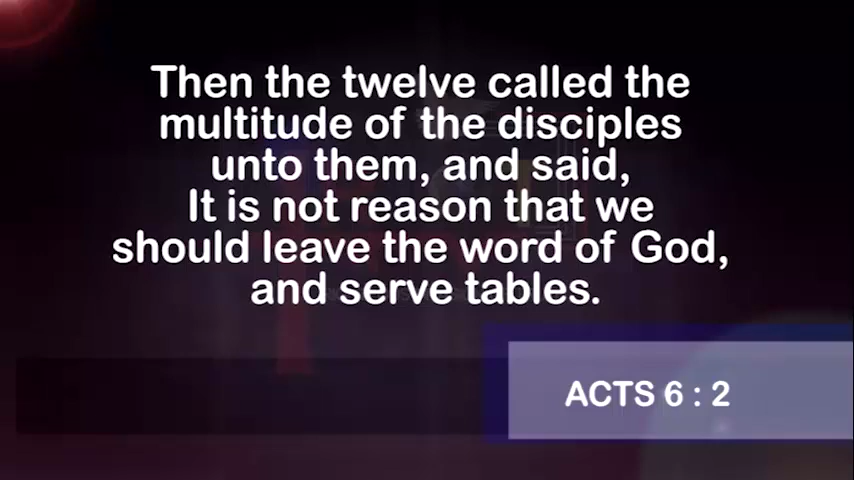 Then the twelve called the
multitude of the disciples
unto them, and said,
It is not reason that we
should leave the word of God,
and serve tables.
ACTS 6 : 2